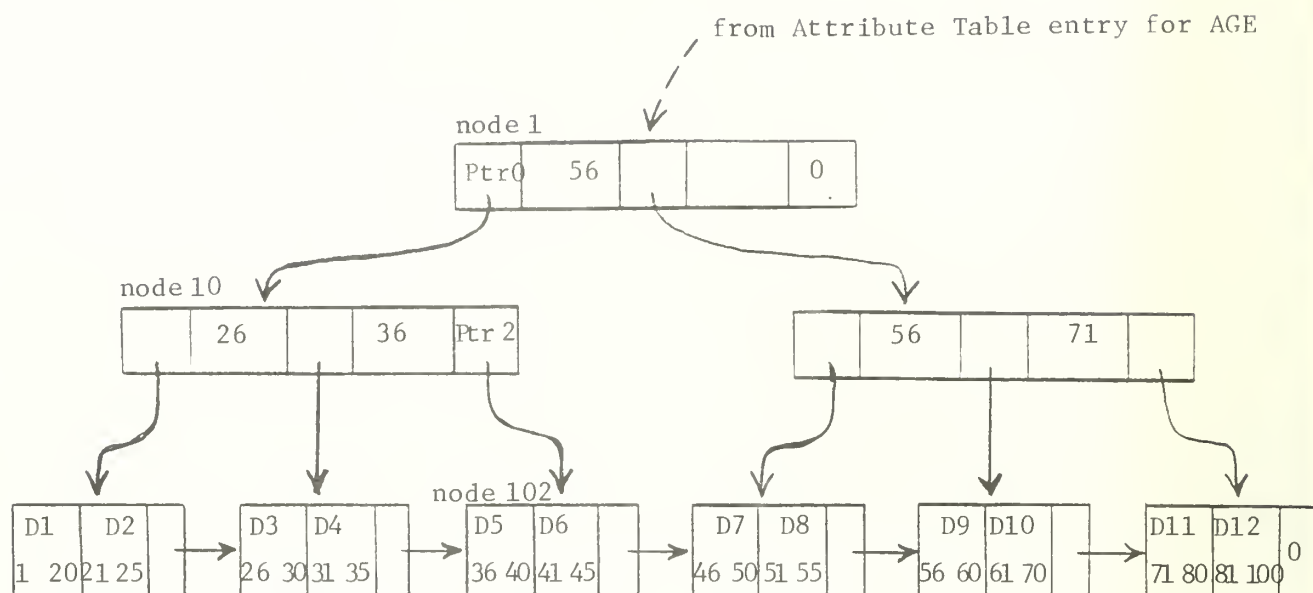 from Attribute Table entry for AGE
node 1
Ptr0 56 0
node 10
26 36 Ptr 2
56 71
node 102
D1 D2 D3 D4 D5 D6 D7 D8 D9 D10 D11 D12
1 20 21 25 26 30 31 35 36 40 41 45 46 50 51 55 56 60 61 70 71 80 81 100 0